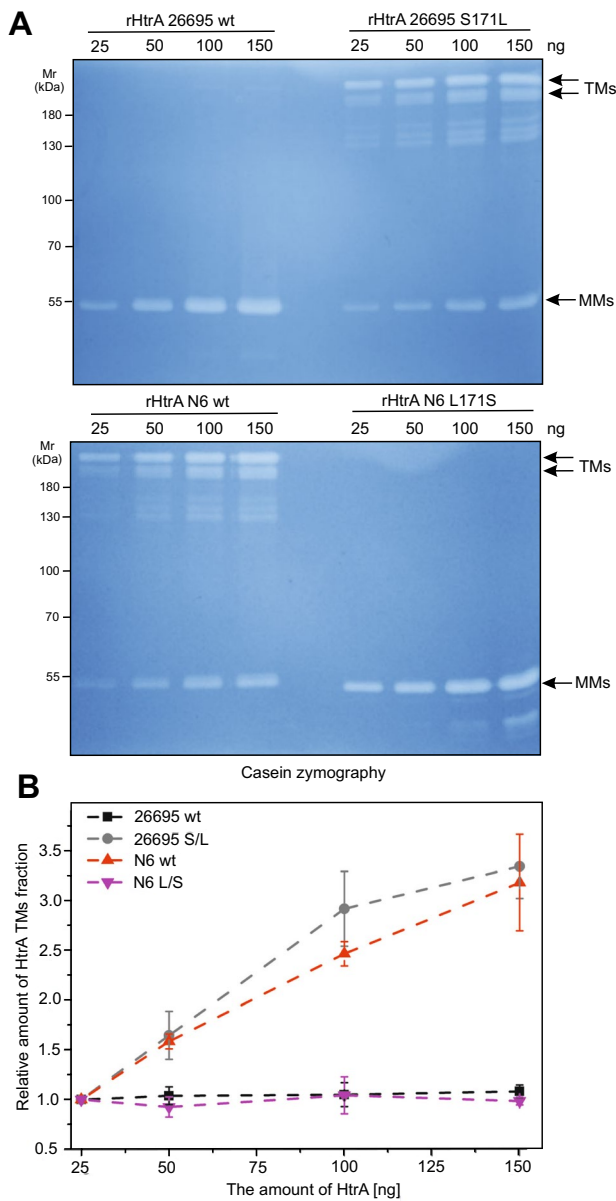 A
rHtrA 26695 wt rHtrA 26695 S171L
25 50 100 150 25 50 100 150 ng
Mr
(kDa)
TMs
180
130
100
70
55
MMs
rHtrA N6 wt rHtrA N6 L171S
25 50 100 150 25 50 100 150 ng
Mr
(kDa)
TMs
180
130
100
70
55
MMs
Casein zymography
B
26695 wt
26695 S/L
N6 wt
N6 L/S
Relative amount of HtrA TMs fraction
3.5
3.0
2.5
2.0
1.5
1.0
0.5
25 50 75 100 125 150
The amount of HtrA [ng]